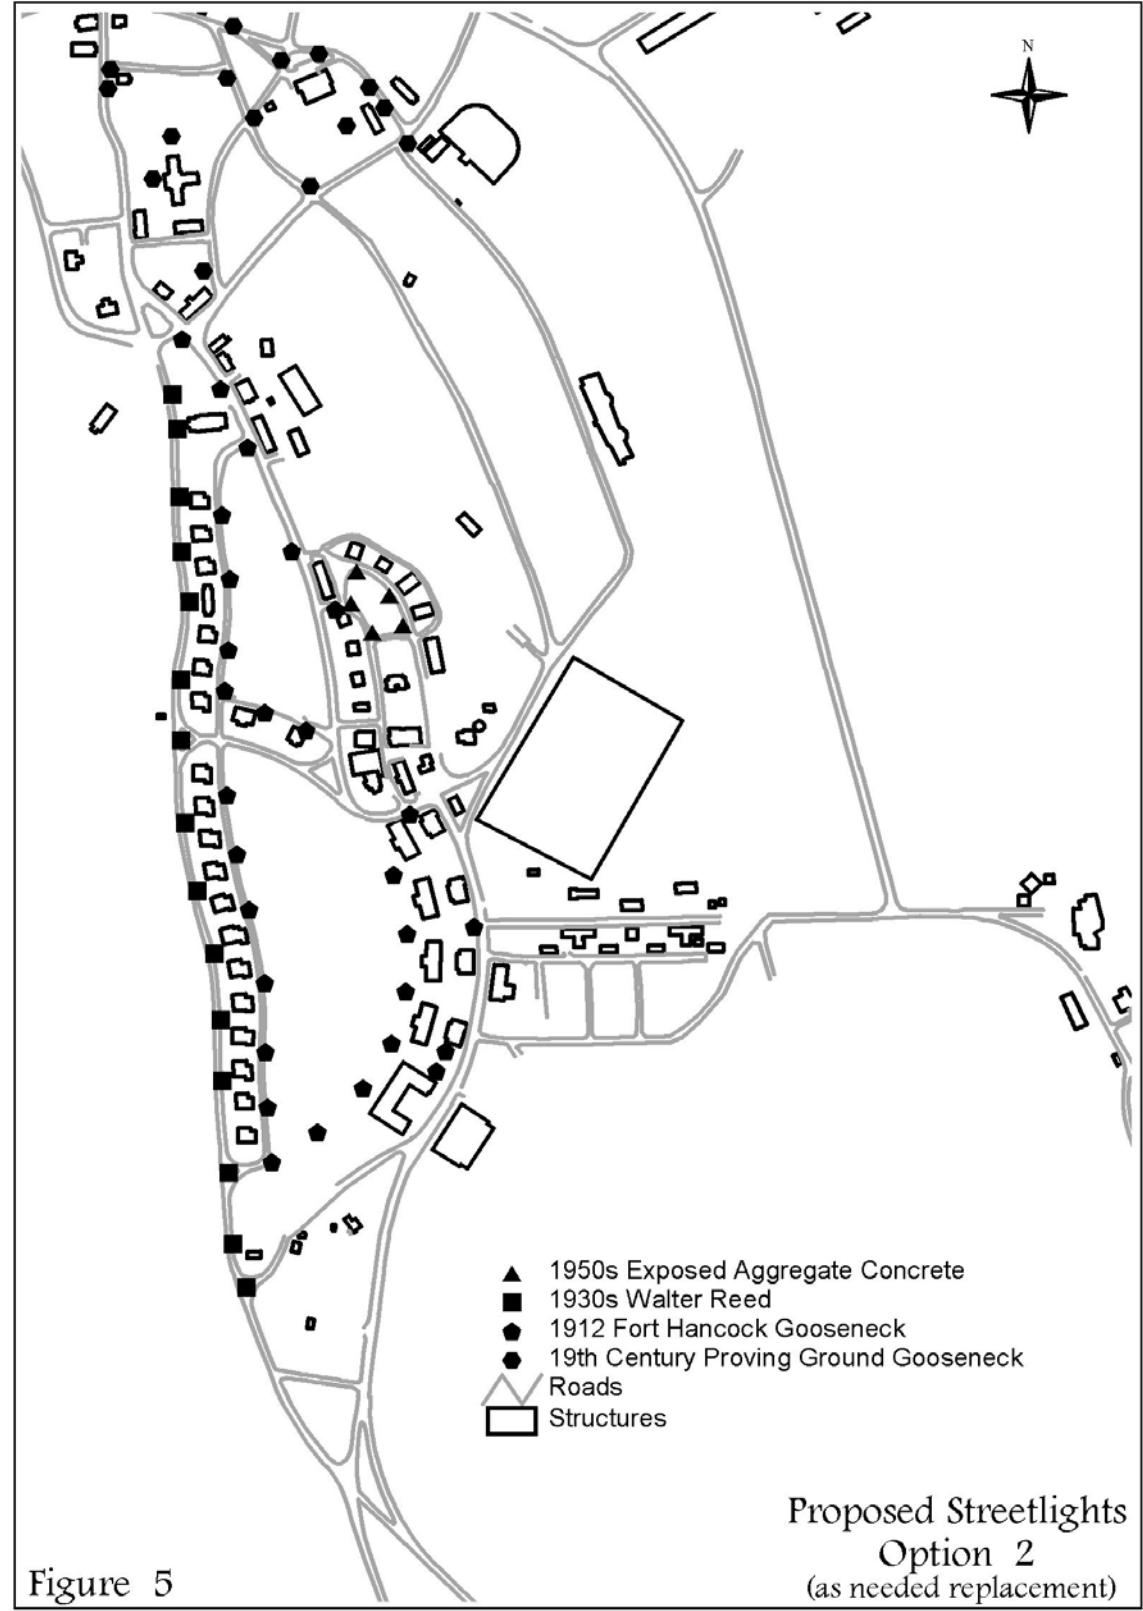 N
1950s Exposed Aggregate Concrete
1930s Walter Reed
1912 Fort Hancock Gooseneck
19th Century Proving Ground Gooseneck
Roads
Structures
Proposed Streetlights
Option 2
(as needed replacement)
Figure 5